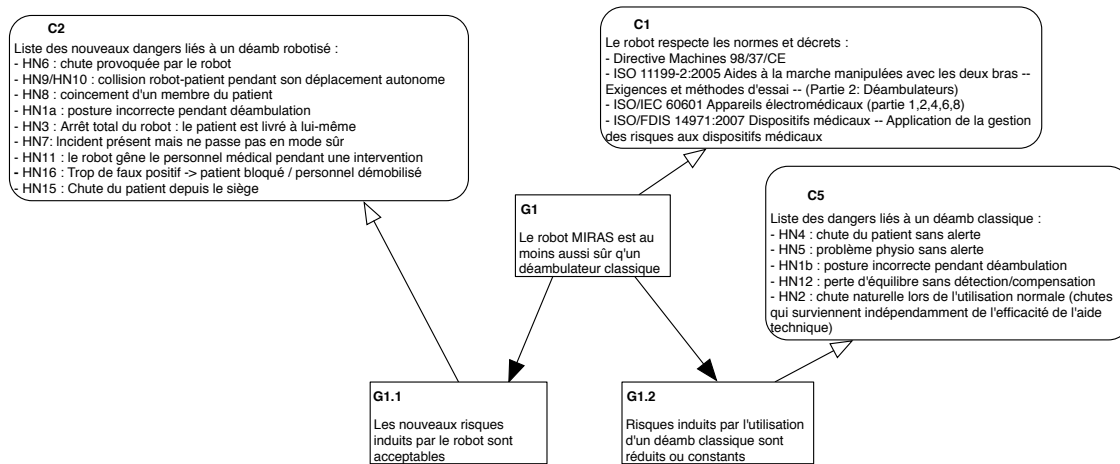 C2
Liste des nouveaux dangers liés à un déamb robotisé :
- HN6 : chute provoquée par le robot
- HN9/HN10 : collision robot-patient pendant son déplacement autonome
- HN8 : coincement d'un membre du patient
- HN1a : posture incorrecte pendant déambulation
- HN3 : Arrêt total du robot : le patient est livré à lui-même
- HN7: Incident présent mais ne passe pas en mode sûr
- HN11 : le robot gêne le personnel médical pendant une intervention
- HN16 : Trop de faux positif -> patient bloqué / personnel démobilisé
- HN15 : Chute du patient depuis le siège
C1
Le robot respecte les normes et décrets :
- Directive Machines 98/37/CE
- ISO 11199-2:2005 Aides à la marche manipulées avec les deux bras --
Exigences et méthodes d'essai -- (Partie 2: Déambulateurs)
- ISO/IEC 60601 Appareils électromédicaux (partie 1,2,4,6,8)
- ISO/FDIS 14971:2007 Dispositifs médicaux -- Application de la gestion
des risques aux dispositifs médicaux
G1
Le robot MIRAS est au
moins aussi sûr q'un
déambulateur classique
C5
Liste des dangers liés à un déamb classique :
- HN4 : chute du patient sans alerte
- HN5 : problème physio sans alerte
- HN1b : posture incorrecte pendant déambulation
- HN12 : perte d'équilibre sans détection/compensation
- HN2 : chute naturelle lors de l'utilisation normale (chutes
qui surviennent indépendamment de l'efficacité de l'aide
technique)
G1.1
Les nouveaux risques
induits par le robot sont
acceptables
G1.2
Risques induits par l'utilisation
d'un déamb classique sont
réduits ou constants